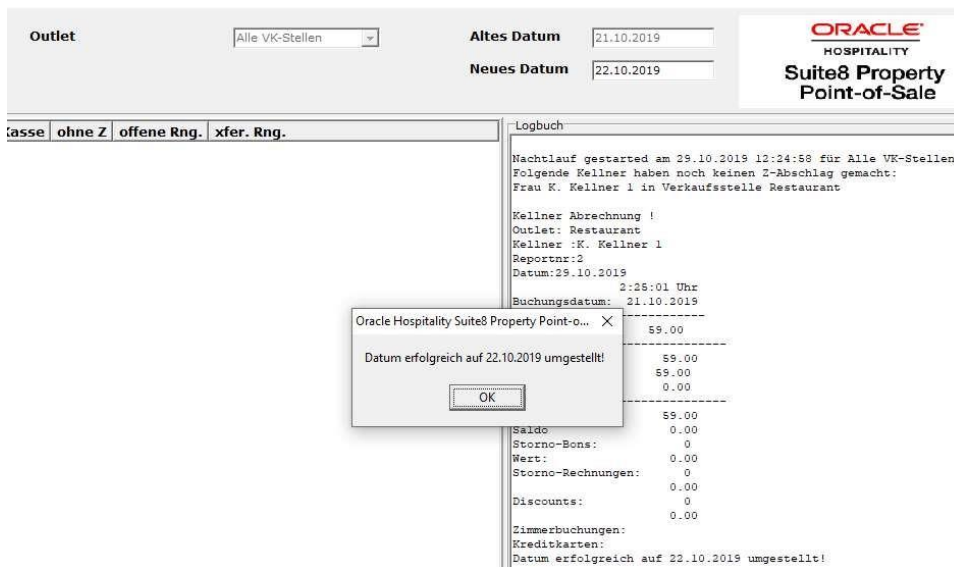 Outlet
Alle VK-Stellen
Altes Datum
21.10.2019
Neues Datum
22.10.2019
ORACLE
HOSPITALITY
Suite8 Property
Point-of-Sale
Kasse ohne Z offene Rng. xfer. Rng.
Logbuch
Nachtlauf gestarted am 29.10.2019 12:24:58 für Alle VK-Stellen
Folgende Kellner haben noch keinen Z-Abschlag gemacht:
Frau K. Kellner 1 in Verkaufsstelle Restaurant
Kellner Abrechnung !
Outlet: Restaurant
Kellner :K. Kellner 1
Reportnr:2
Datum:29.10.2019
2:25:01 Uhr
Buchungsdatum: 21.10.2019
59.00
59.00
59.00
0.00
59.00
Saldo 0.00
Storno-Bons: 0
Wert: 0.00
Storno-Rechnungen: 0
0.00
Discounts: 0
0.00
Zimmerbuchungen:
Kreditkarten:
Datum erfolgreich auf 22.10.2019 umgestellt!
Oracle Hospitality Suite8 Property Point-o...
Datum erfolgreich auf 22.10.2019 umgestellt!
OK